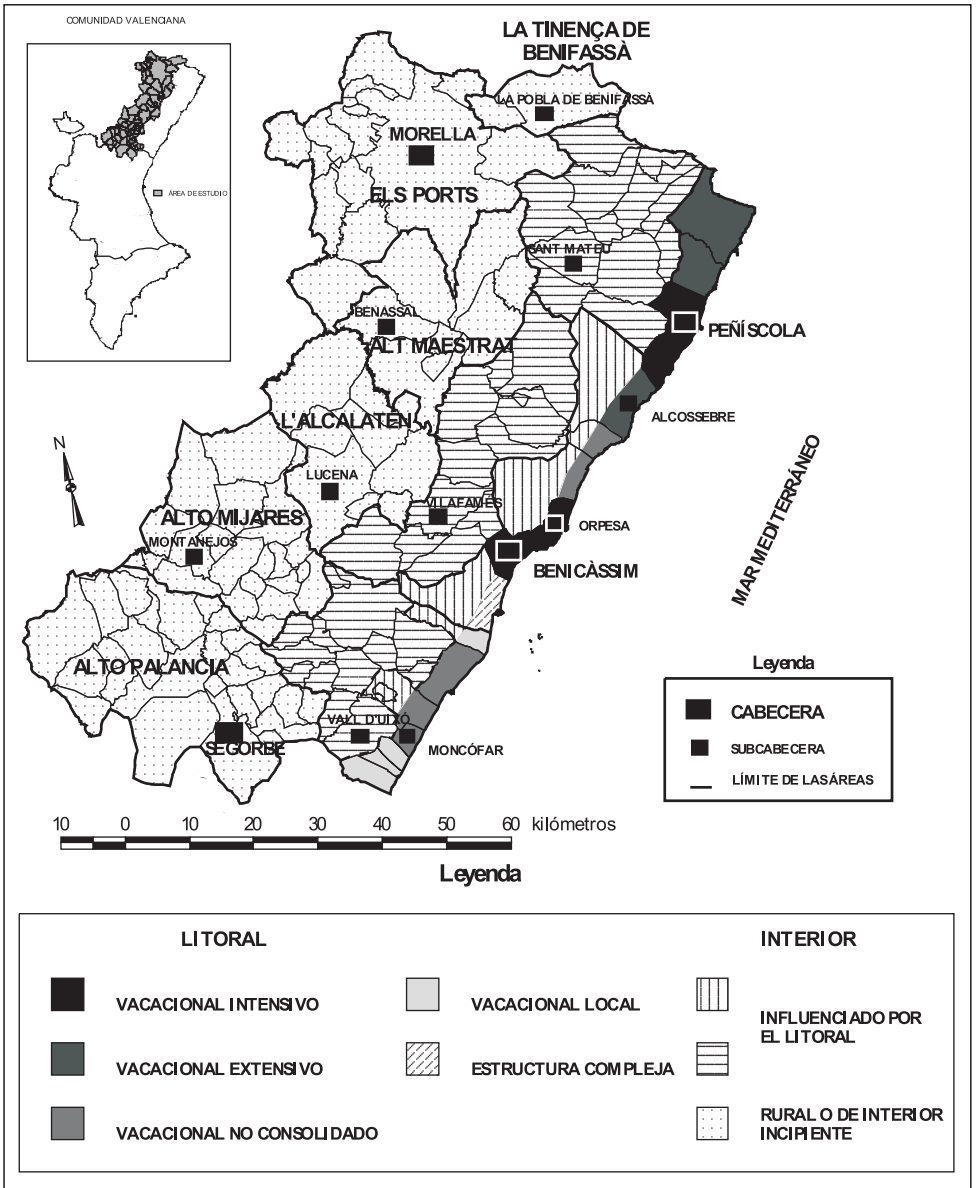 COMUNIDAD VALENCIANA
ÁREA DE ESTUDIO
LA TINENÇA DE
BENIFASSÀ
LA POBLA DE BENIFASSÀ
MORELLA
ELS PORTS
SANT MATEU
BENASSAL
ALT MAESTRAT
PEÑÍSCOLA
ALCOSSEBRE
L'ALCALATÉN
LUCENA
VILAFAMÉS
ORPESA
ALTO MIJARES
MONTANEJOS
BENICÀSSIM
MAR MEDITERRÁNEO
N
ALTO PALANCIA
SEGORBE
VALL D'UIXÓ
MONCÓFAR
Leyenda
CABECERA
SUBCABECERA
LÍMITE DE LAS ÁREAS
10 0 10 20 30 40 50 60 kilómetros
Leyenda
LITORAL
INTERIOR
VACACIONAL INTENSIVO
VACACIONAL LOCAL
INFLUENCIADO POR
EL LITORAL
VACACIONAL EXTENSIVO
ESTRUCTURA COMPLEJA
VACACIONAL NO CONSOLIDADO
RURAL O DE INTERIOR
INCIPIENTE